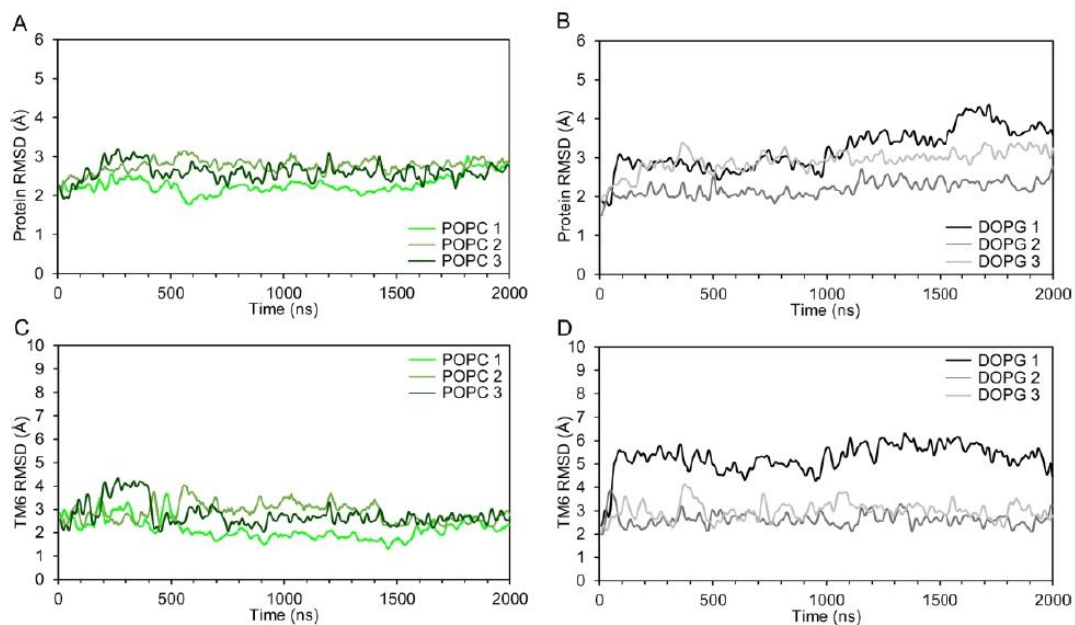 A
Protein RMSD (Å)
6
5
4
3
2
1
0
POPC 1
POPC 2
POPC 3
0 500 1000 1500 2000
Time (ns)
B
Protein RMSD (Å)
6
5
4
3
2
1
0
DOPG 1
DOPG 2
DOPG 3
0 500 1000 1500 2000
Time (ns)
C
TM6 RMSD (Å)
10
9
8
7
6
5
4
3
2
1
0
POPC 1
POPC 2
POPC 3
0 500 1000 1500 2000
Time (ns)
D
TM6 RMSD (Å)
10
9
8
7
6
5
4
3
2
1
0
DOPG 1
DOPG 2
DOPG 3
0 500 1000 1500 2000
Time (ns)